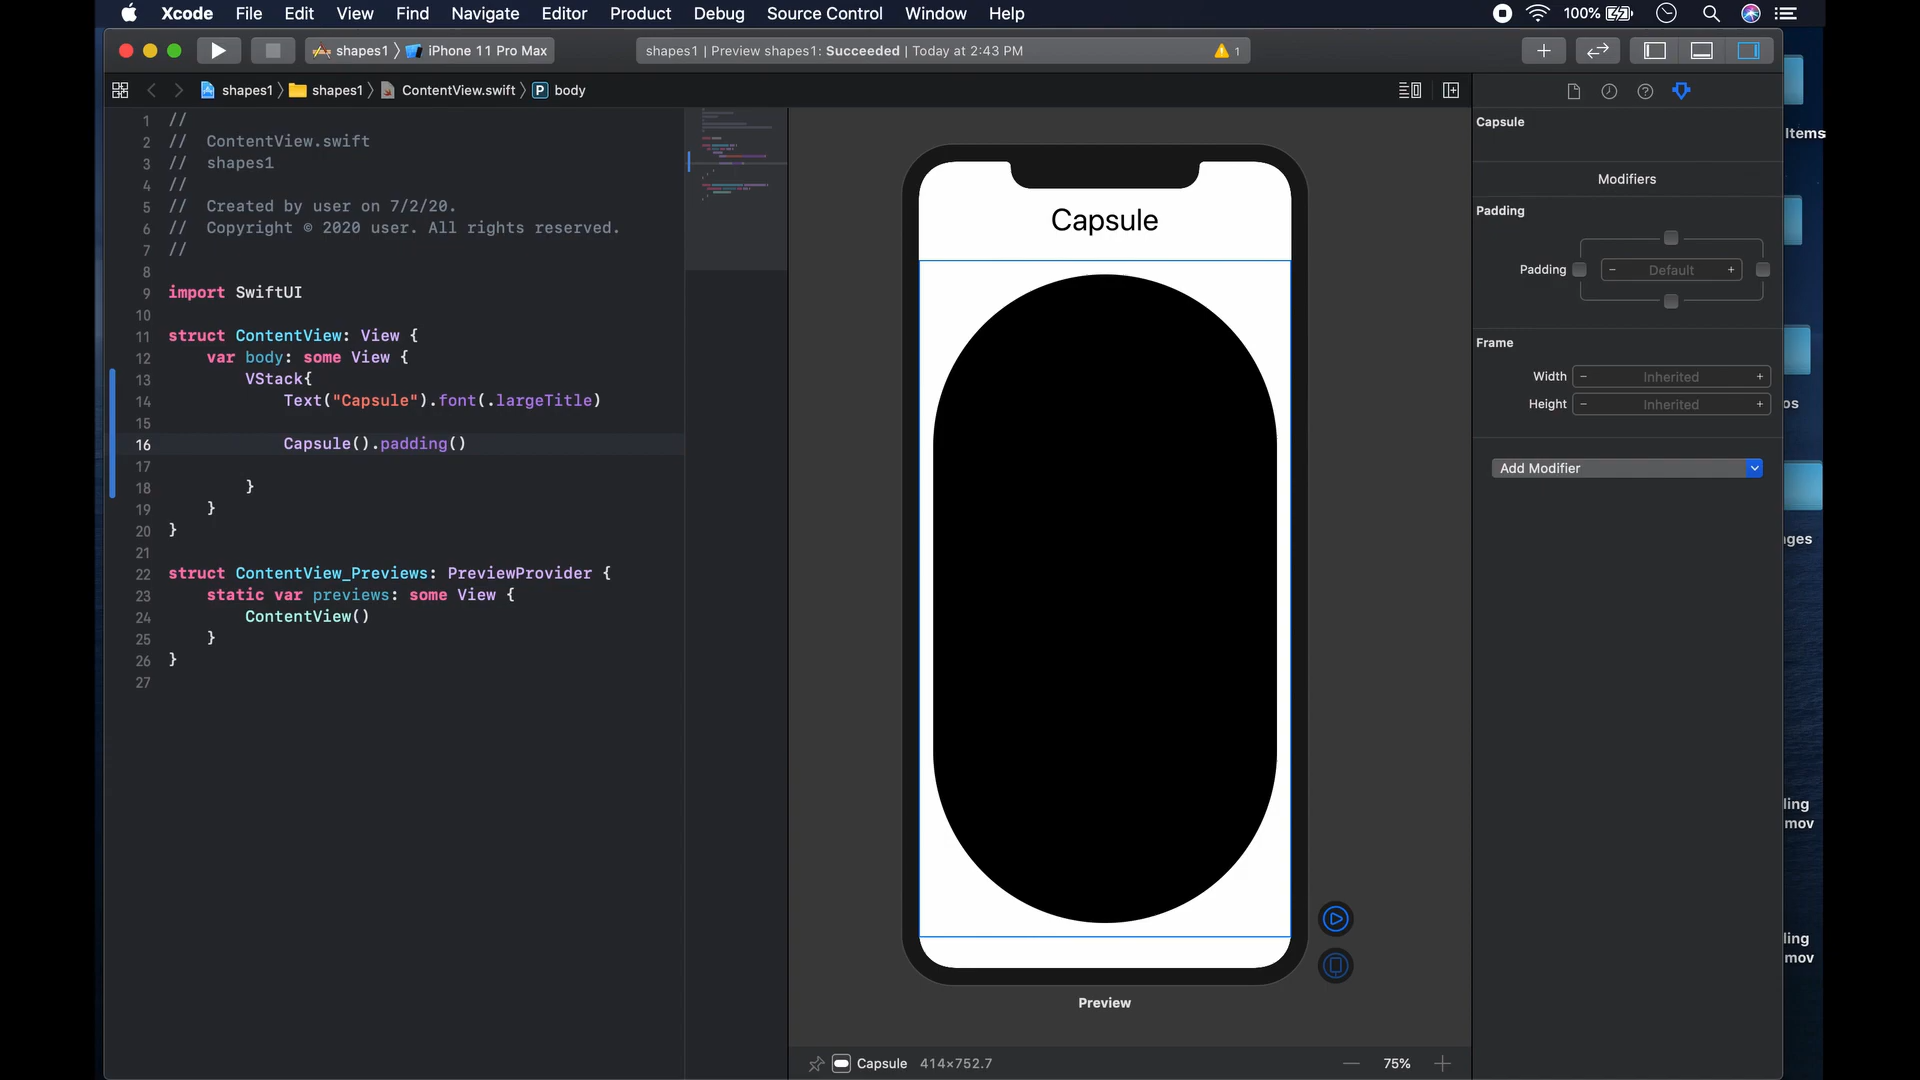 Xcode File Edit View Find Navigate Editor Product Debug Source Control Window Help 100%
shapes1 〉 iPhone 11 Pro Max
shapes1 | Preview shapes1: Succeeded | Today at 2:43 PM
1
shapes1 〉 shapes1 〉 ContentView.swift 〉 P body
1 //
2 // ContentView.swift
3 // shapes1
4 //
5 // Created by user on 7/2/20.
6 // Copyright © 2020 user. All rights reserved.
7 //
8
9 import SwiftUI
10
11 struct ContentView: View {
12 var body: some View {
13 VStack{
14 Text("Capsule").font(.largeTitle)
15
16 Capsule().padding()
17
18 }
19 }
20 }
21
22 struct ContentView_Previews: PreviewProvider {
23 static var previews: some View {
24 ContentView()
25 }
26 }
27
Capsule
Preview
Capsule 414×752.7
75%
Capsule
Modifiers
Padding
Padding − Default +
Frame
Width − Inherited +
Height − Inherited +
Add Modifier
Items
os
ages
ding
mov
ding
mov